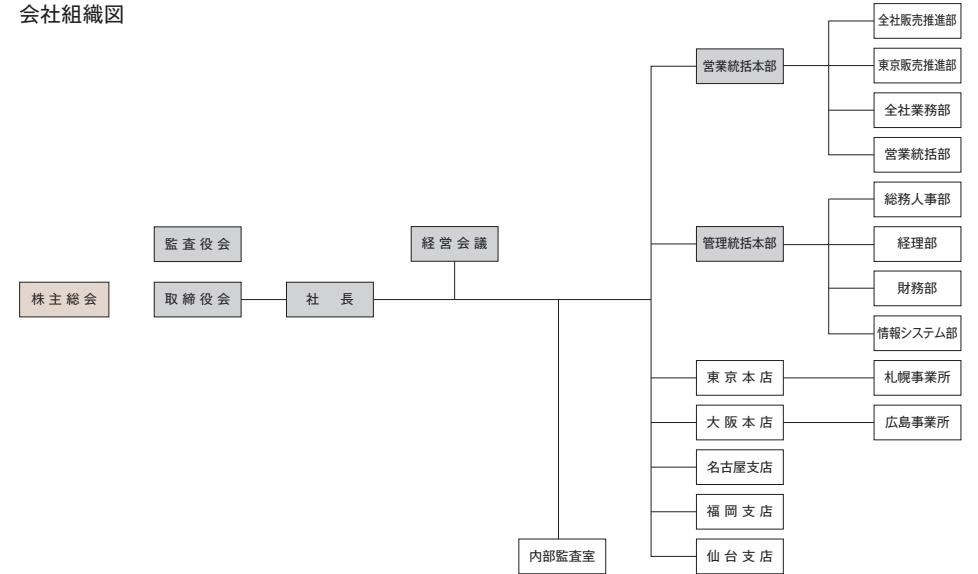 会社組織図
全社販売推進部
営業統括本部
東京販売推進部
全社業務部
営業統括部
総務人事部
監査役会
経営会議
管理統括本部
経理部
株主総会
取締役会
社 長
財務部
情報システム部
東京本店
札幌事業所
大阪本店
広島事業所
名古屋支店
福岡支店
内部監査室
仙台支店